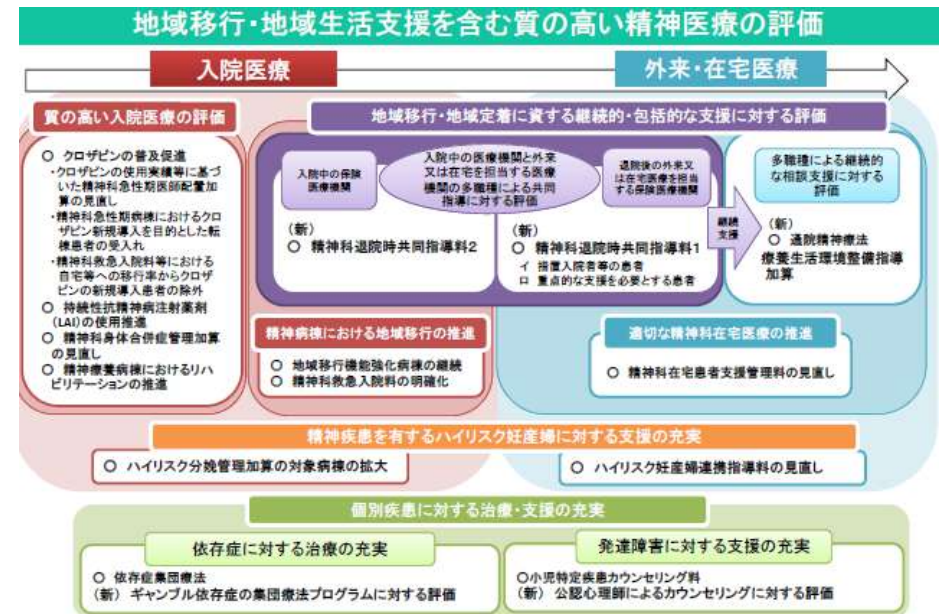 地域移行・地域生活支援を含む質の高い精神医療の評価
入院医療
外来・在宅医療
質の高い入院医療の評価
○ クロザピンの普及促進
・クロザピンの使用実績等に基づ
いた精神科急性期医師配置加
算の見直し
・精神科急性期病棟におけるクロ
ザピン新規導入を目的とした転
棟患者の受入れ
・精神科救急入院料等における
自宅等への移行率からクロザ
ピンの新規導入患者の除外
○ 持続性抗精神病注射薬剤
(LAI)の使用推進
○ 精神科身体合併症管理加算
の見直し
○ 精神療養病棟におけるリハ
ビリテーションの推進
地域移行・地域定着に資する継続的・包括的な支援に対する評価
入院中の保険
医療機関
入院中の医療機関と外来
又は在宅を担当する医療
機関の多職種による共同
指導に対する評価
退院後の外来又
は在宅医療を担当
する保険医療機関
(新)
○ 精神科退院時共同指導料2
(新)
○ 精神科退院時共同指導料1
イ 措置入院者等の患者
ロ 重点的な支援を必要とする患者
継続
支援
多職種による継続的
な相談支援に対する
評価
(新)
○ 通院精神療法
療養生活環境整備指導
加算
精神病棟における地域移行の推進
○ 地域移行機能強化病棟の継続
○ 精神科救急入院料の明確化
適切な精神科在宅医療の推進
○ 精神科在宅患者支援管理料の見直し
精神疾患を有するハイリスク妊産婦に対する支援の充実
○ ハイリスク分娩管理加算の対象病棟の拡大
○ ハイリスク妊産婦連携指導料の見直し
個別疾患に対する治療・支援の充実
依存症に対する治療の充実
○ 依存症集団療法
(新) ギャンブル依存症の集団療法プログラムに対する評価
発達障害に対する支援の充実
○小児特定疾患カウンセリング料
(新) 公認心理師によるカウンセリングに対する評価